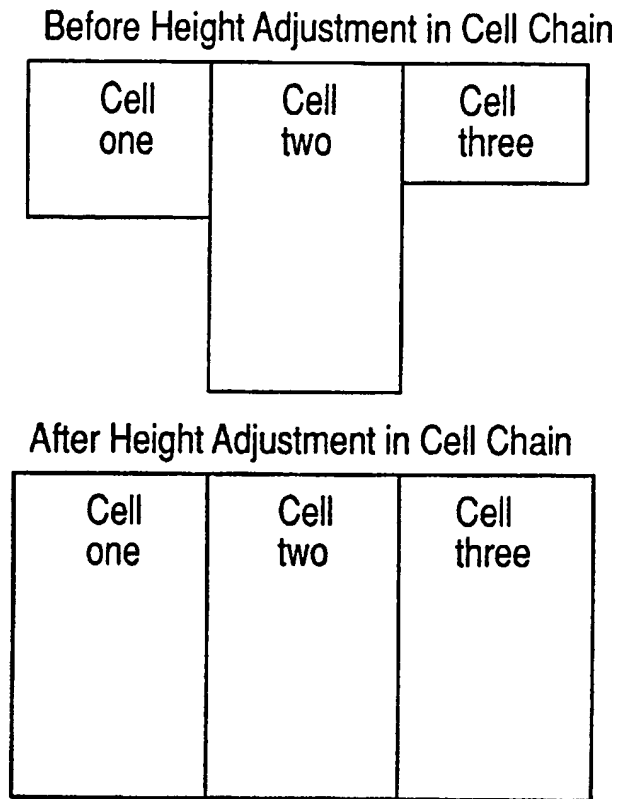 Before Height Adjustment in Cell Chain
Cell
one
Cell
two
Cell
three
After Height Adjustment in Cell Chain
Cell
one
Cell
two
Cell
three